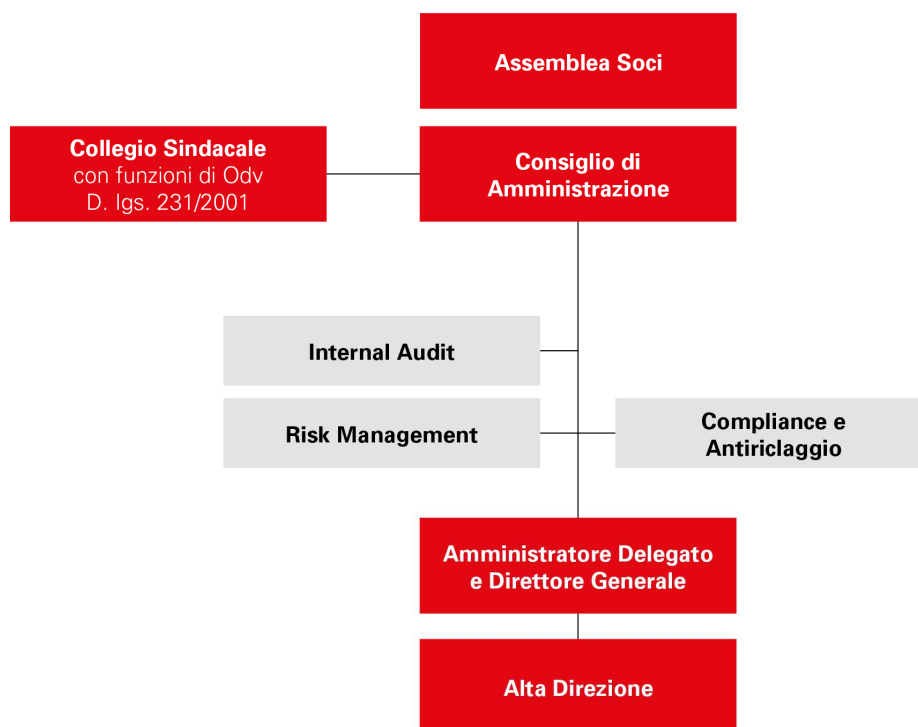 Assemblea Soci
Collegio Sindacale
con funzioni di Odv
D. lgs. 231/2001
Consiglio di
Amministrazione
Internal Audit
Risk Management
Compliance e
Antiriclaggio
Amministratore Delegato
e Direttore Generale
Alta Direzione